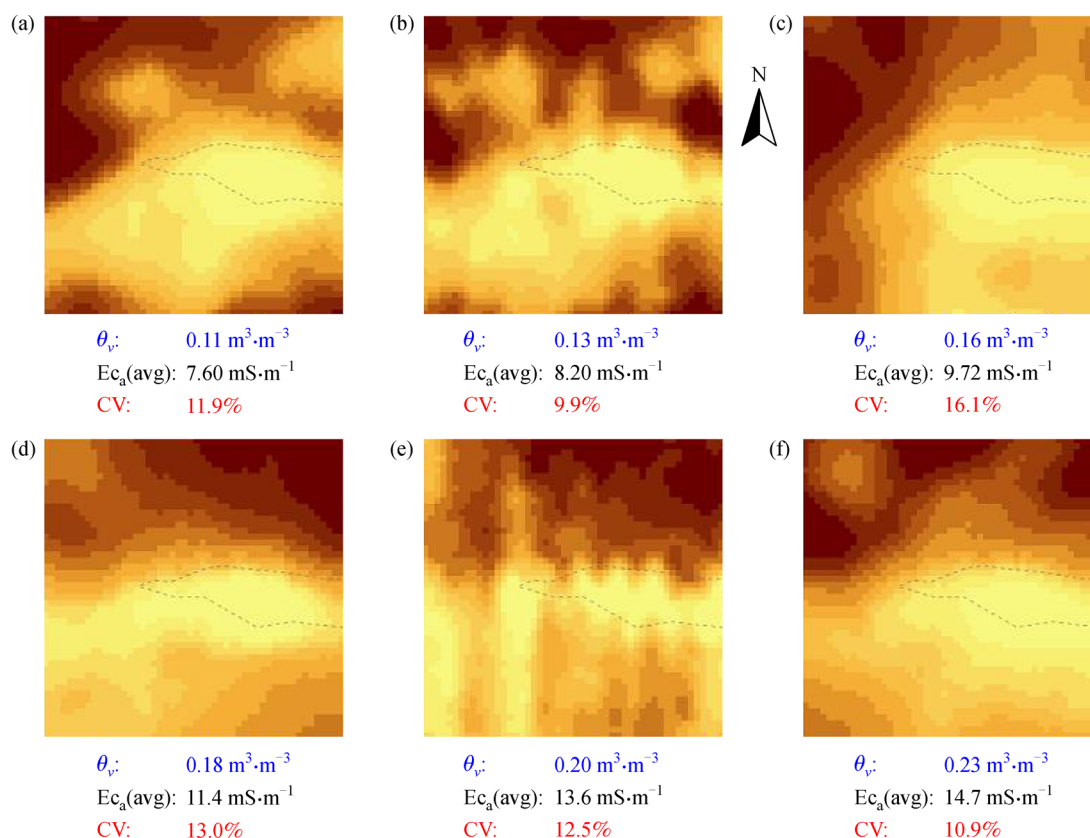 (a)
(b)
(c)
N
θv: 0.11 m³·m⁻³
Eca(avg): 7.60 mS·m⁻¹
CV: 11.9%
θv: 0.13 m³·m⁻³
Eca(avg): 8.20 mS·m⁻¹
CV: 9.9%
θv: 0.16 m³·m⁻³
Eca(avg): 9.72 mS·m⁻¹
CV: 16.1%
(d)
(e)
(f)
θv: 0.18 m³·m⁻³
Eca(avg): 11.4 mS·m⁻¹
CV: 13.0%
θv: 0.20 m³·m⁻³
Eca(avg): 13.6 mS·m⁻¹
CV: 12.5%
θv: 0.23 m³·m⁻³
Eca(avg): 14.7 mS·m⁻¹
CV: 10.9%